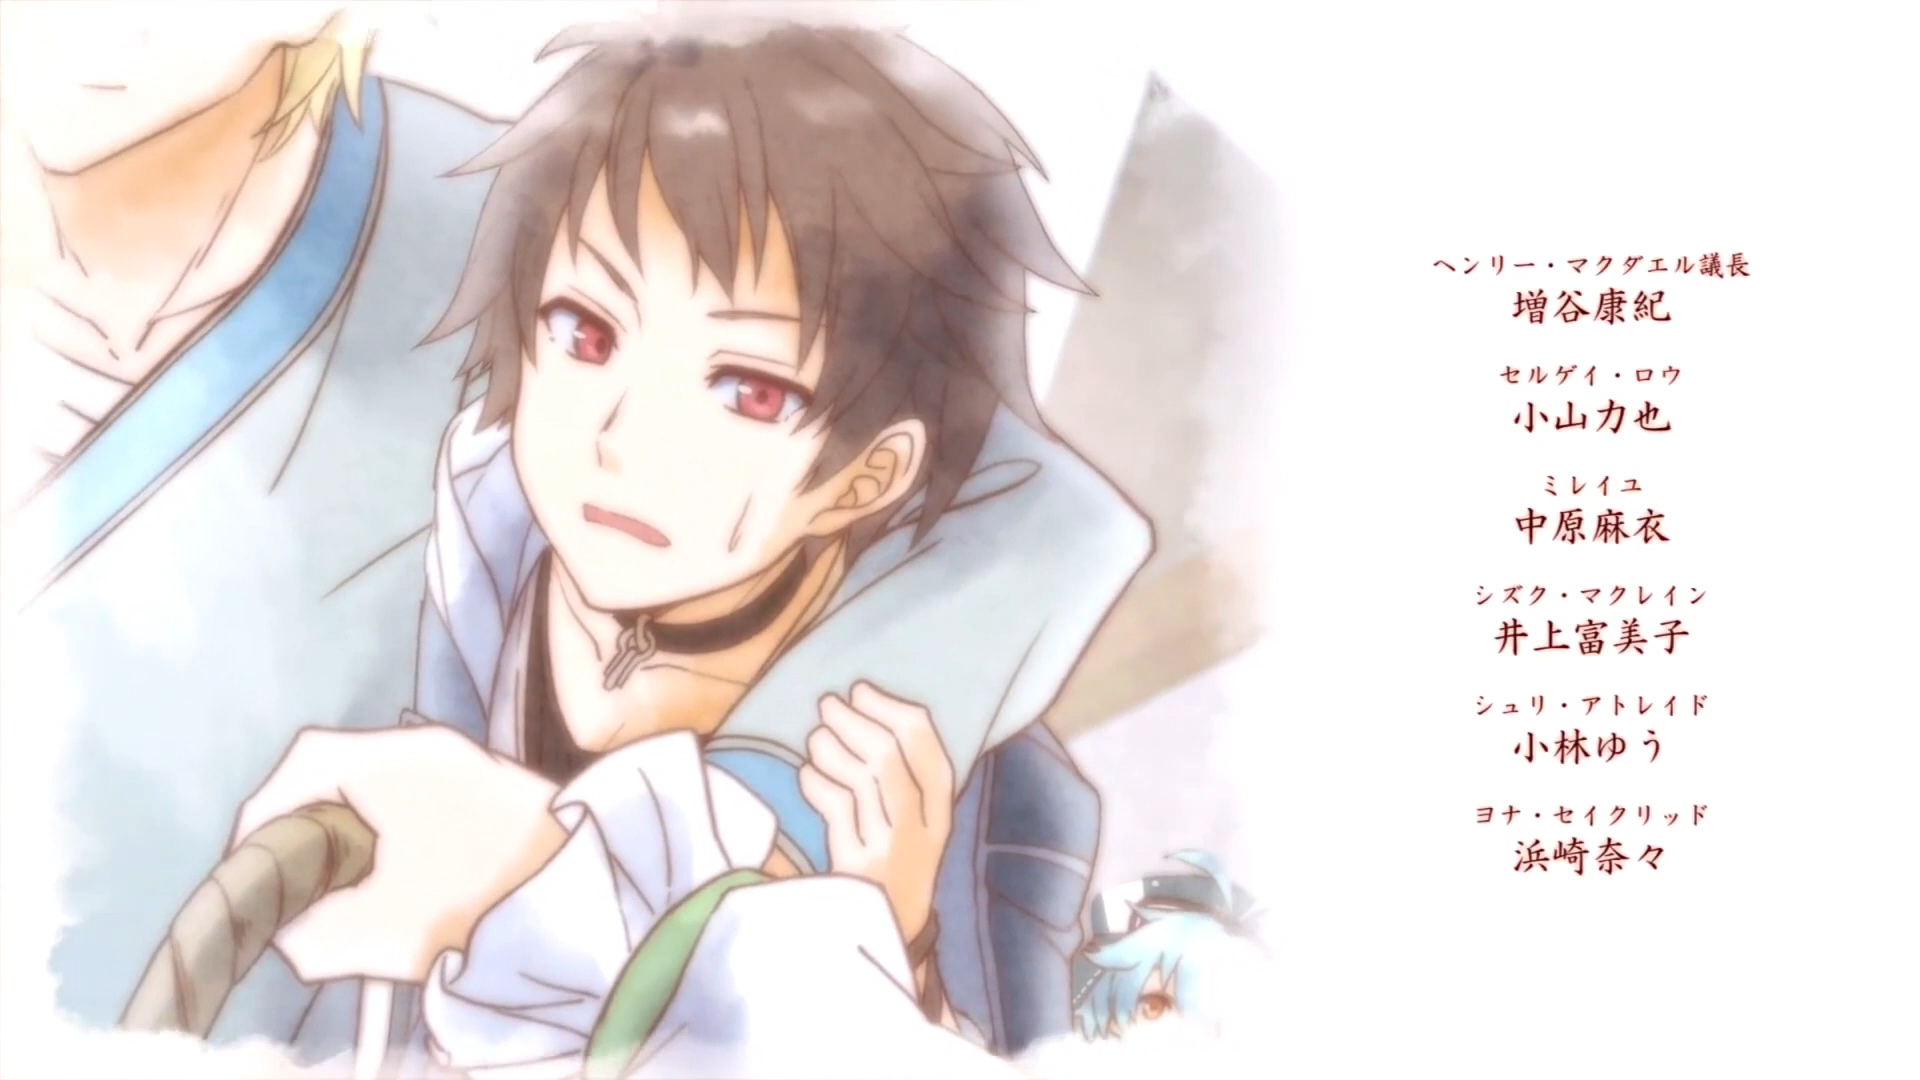 ヘンリー・マクダエル議長
増谷康紀
セルゲイ・ロウ
小山力也
ミレイユ
中原麻衣
シズク・マクレイン
井上富美子
シュリ・アトレイド
小林ゆう
ヨナ・セイクリッド
浜崎奈々